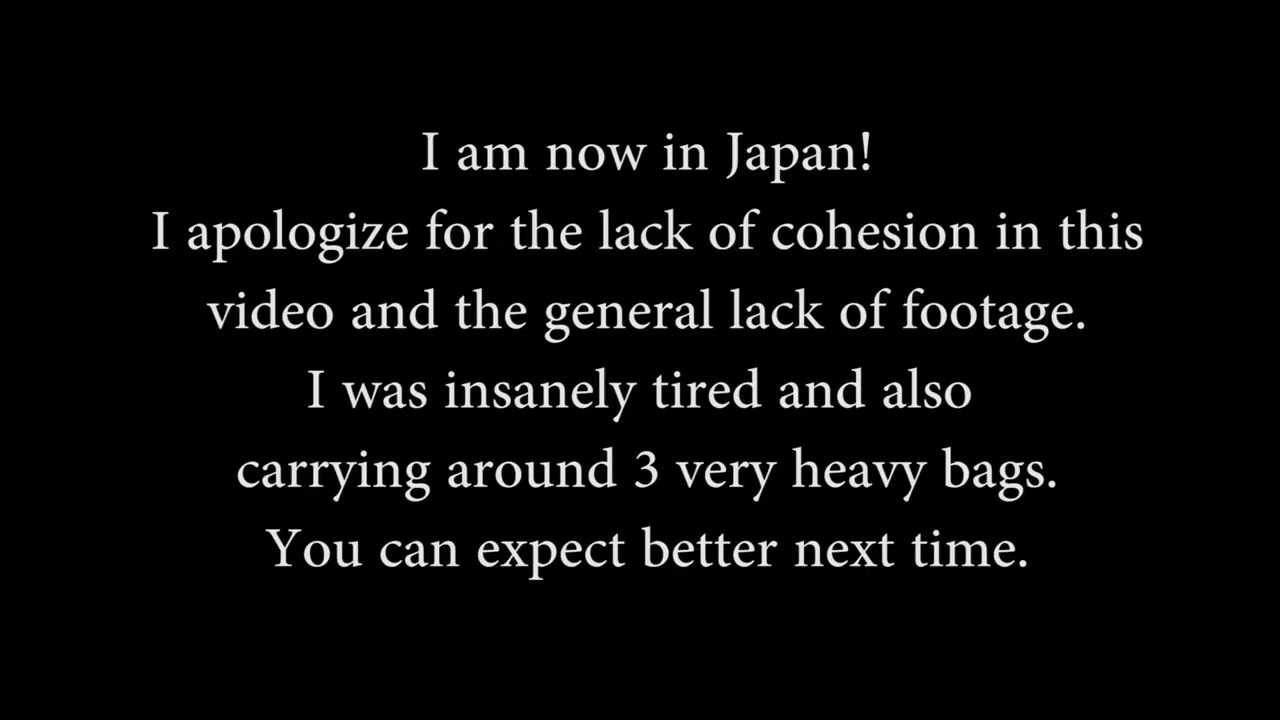 I am now in Japan!
I apologize for the lack of cohesion in this
video and the general lack of footage.
I was insanely tired and also
carrying around 3 very heavy bags.
You can expect better next time.